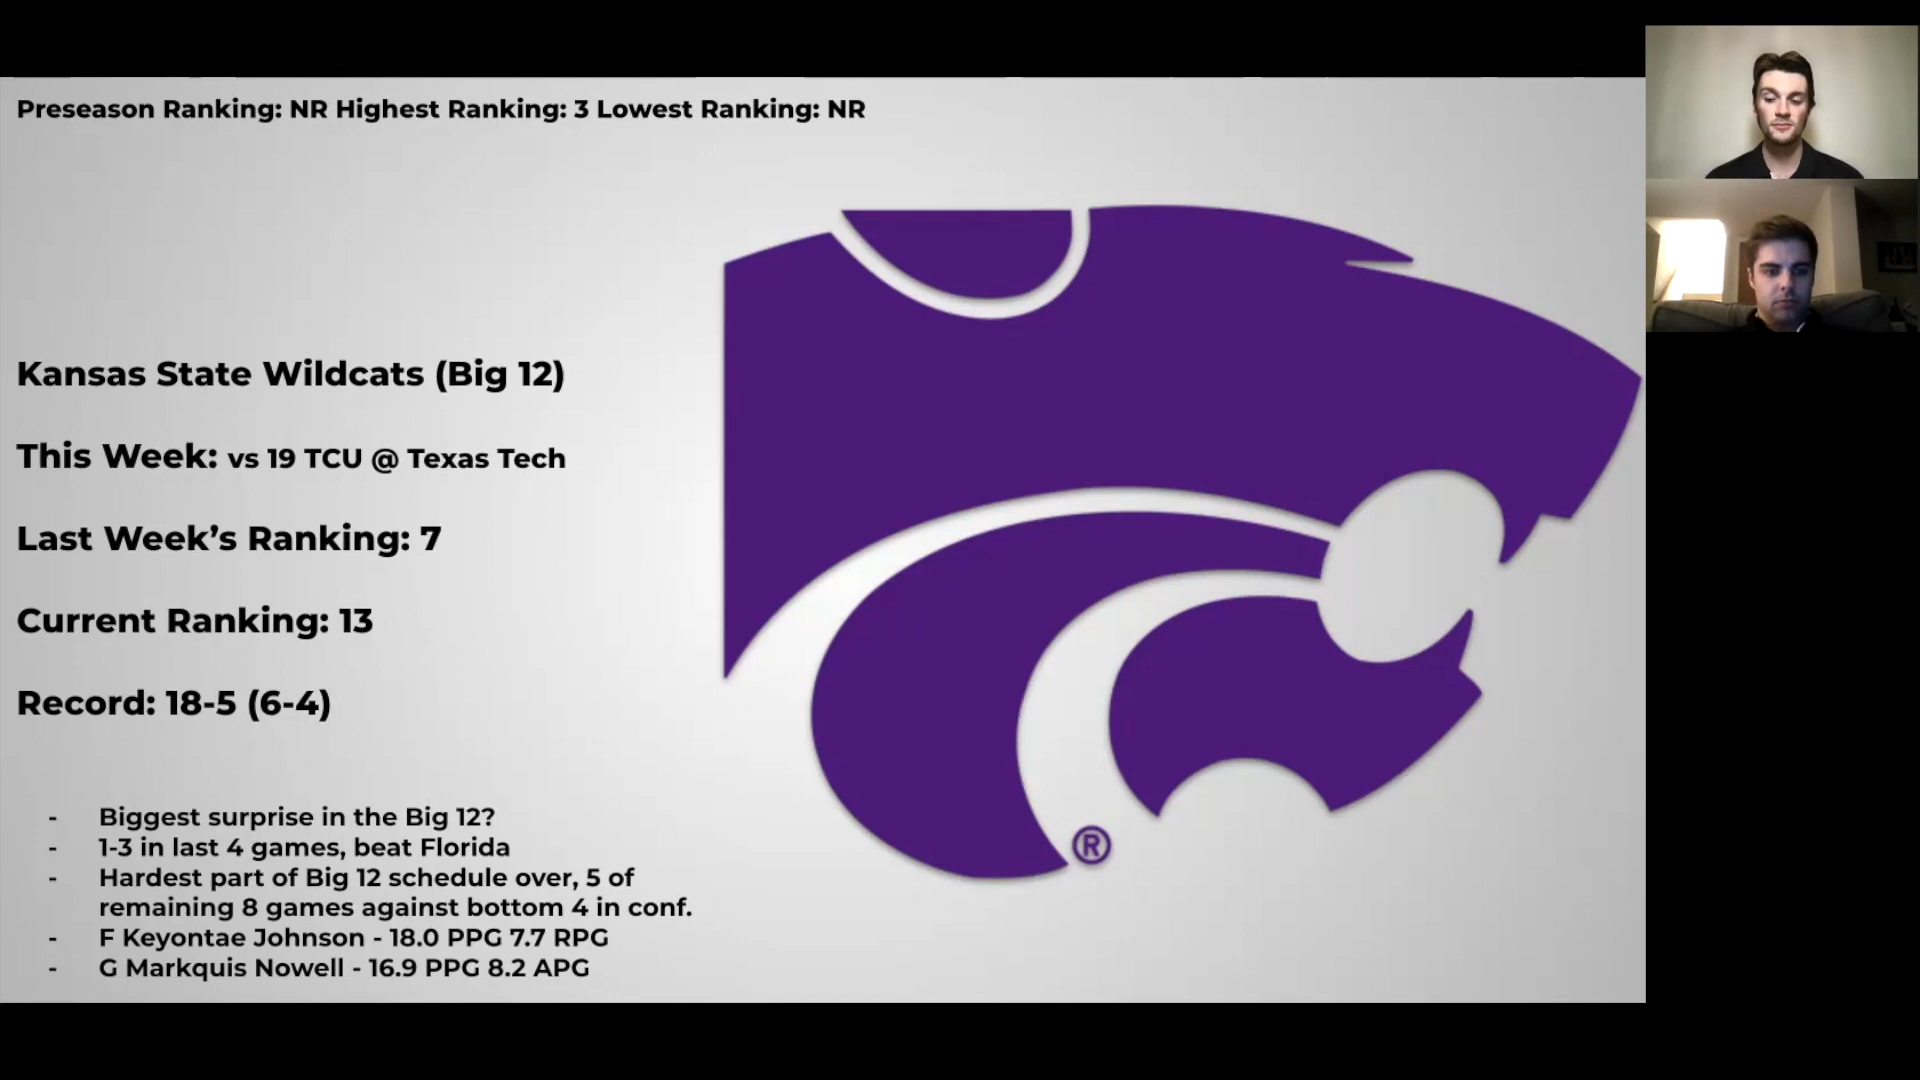 Preseason Ranking: NR Highest Ranking: 3 Lowest Ranking: NR
Kansas State Wildcats (Big 12)
This Week: vs 19 TCU @ Texas Tech
Last Week’s Ranking: 7
Current Ranking: 13
Record: 18-5 (6-4)
- Biggest surprise in the Big 12?
- 1-3 in last 4 games, beat Florida
- Hardest part of Big 12 schedule over, 5 of
remaining 8 games against bottom 4 in conf.
- F Keyontae Johnson - 18.0 PPG 7.7 RPG
- G Markquis Nowell - 16.9 PPG 8.2 APG
®